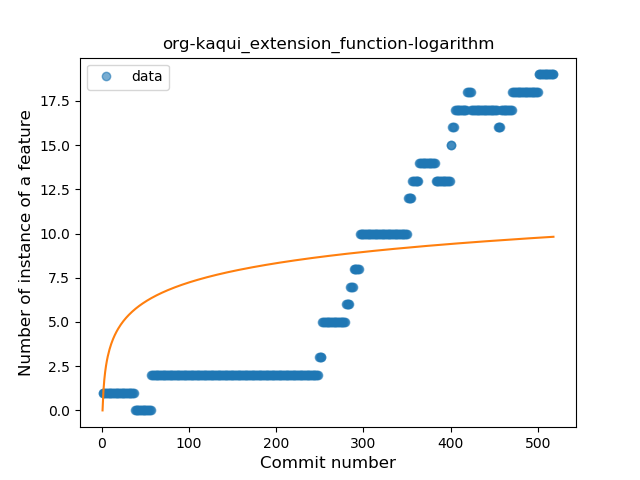 org-kaqui_extension_function-logarithm
data
Number of instance of a feature
17.5
15.0
12.5
10.0
7.5
5.0
2.5
0.0
0 100 200 300 400 500
Commit number